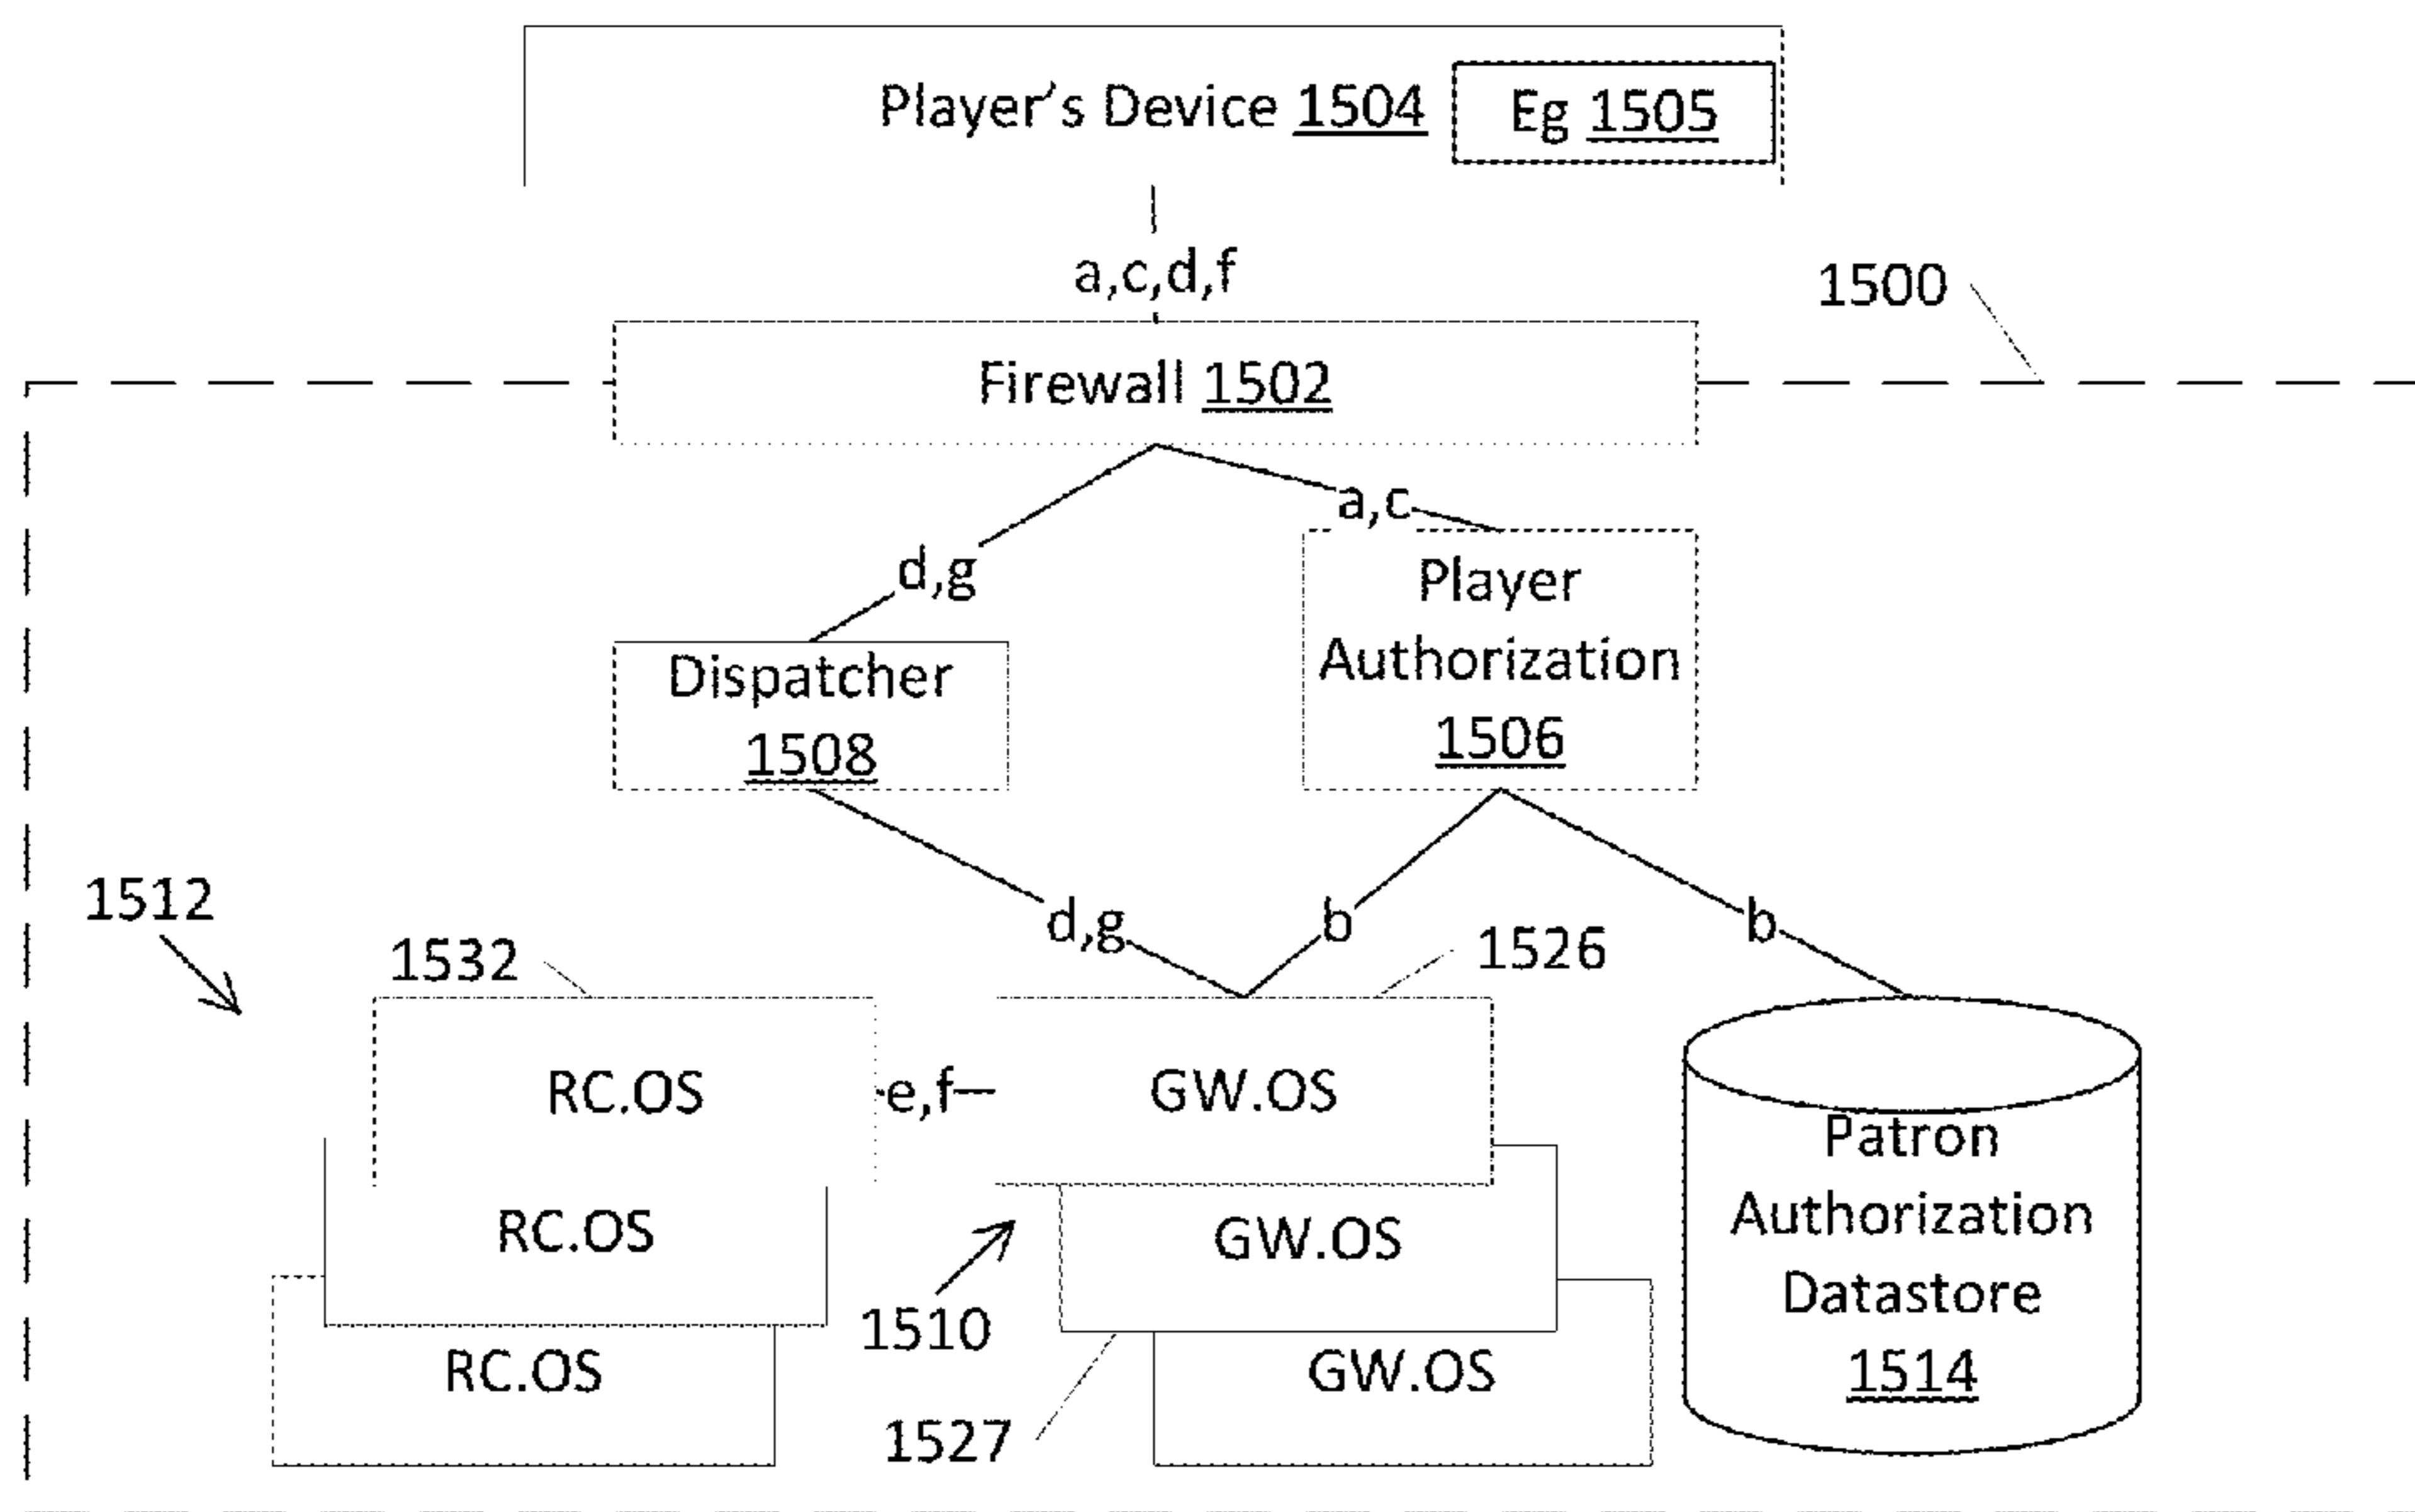 Player's Device 1504
Eg 1505
a,c,d,f
1500
Firewall 1502
a,c
d,g
Player
Authorization
1506
Dispatcher
1508
1512
d,g
b
b
1532
1526
RC.OS
e,f
GW.OS
Patron
Authorization
Datastore
1514
RC.OS
GW.OS
1510
RC.OS
GW.OS
1527